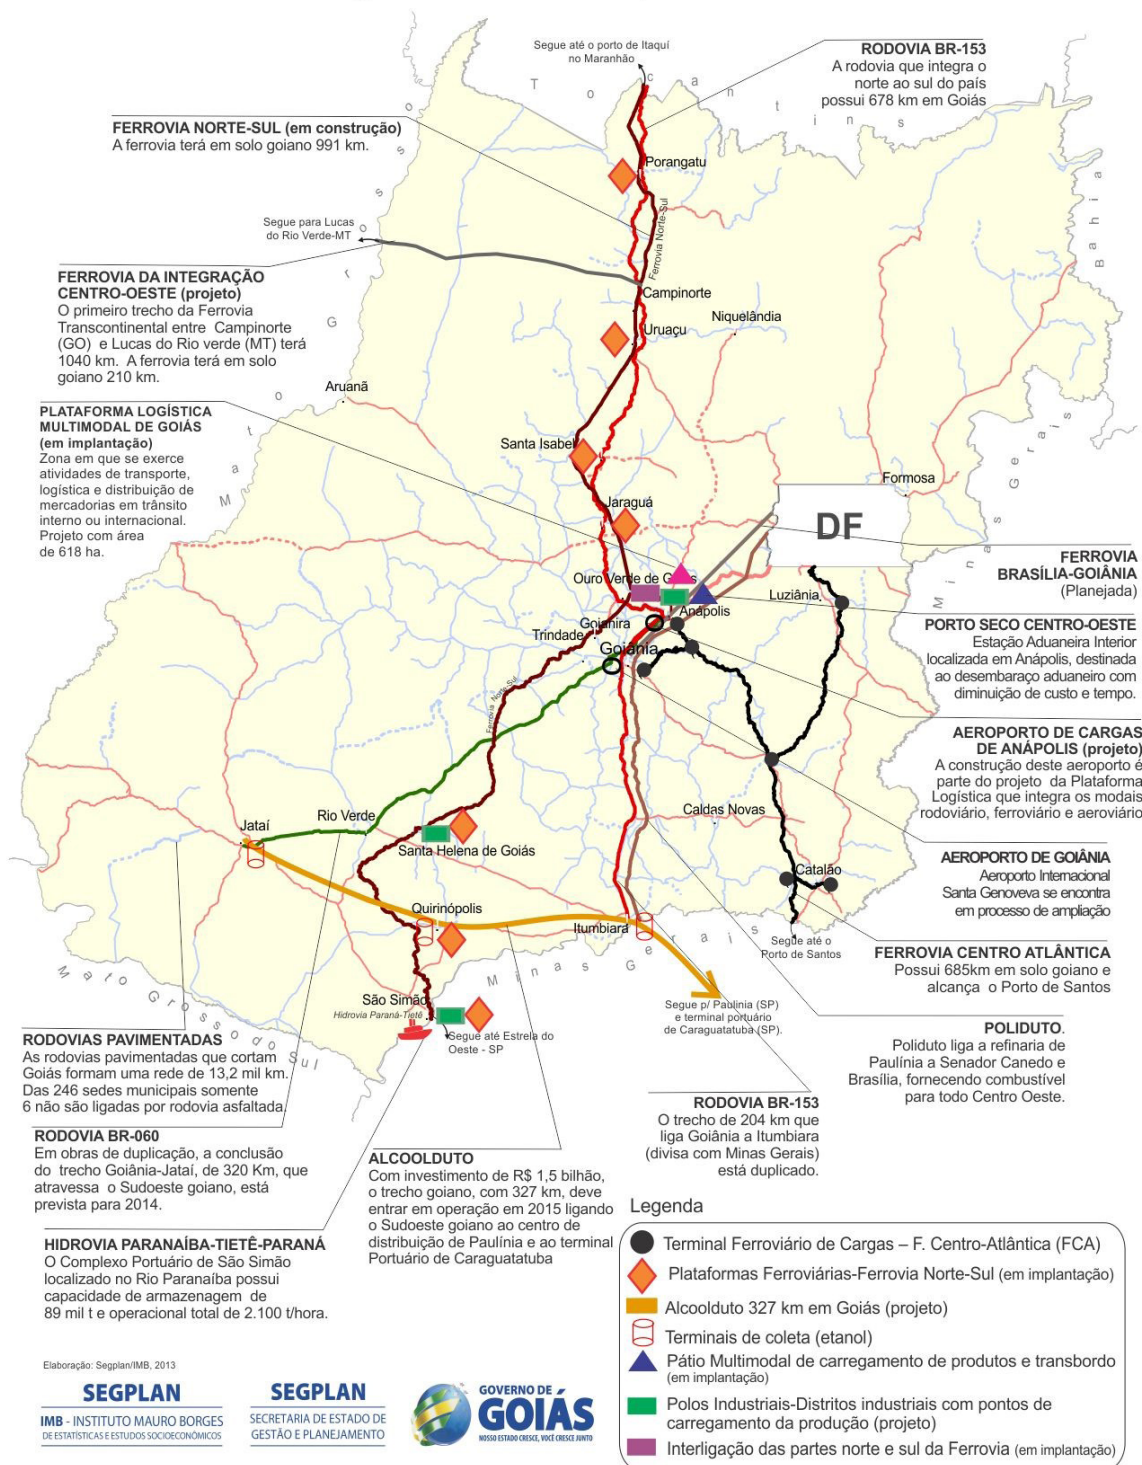 Segue até o porto de Itaquí
no Maranhão
RODOVIA BR-153
A rodovia que integra o
norte ao sul do país
possui 678 km em Goiás
Tocantins
FERROVIA NORTE-SUL (em construção)
A ferrovia terá em solo goiano 991 km.
Porangatu
Bahia
Mato Grosso
Ferrovia Norte-Sul
Segue para Lucas
do Rio Verde-MT
FERROVIA DA INTEGRAÇÃO
CENTRO-OESTE (projeto)
O primeiro trecho da Ferrovia
Transcontinental entre Campinorte
(GO) e Lucas do Rio verde (MT) terá
1040 km. A ferrovia terá em solo
goiano 210 km.
Campinorte
Uruaçu
Niquelândia
Aruanã
PLATAFORMA LOGÍSTICA
MULTIMODAL DE GOIÁS
(em implantação)
Zona em que se exerce
atividades de transporte,
logística e distribuição de
mercadorias em trânsito
interno ou internacional.
Projeto com área
de 618 ha.
Santa Isabel
Minas Gerais
Formosa
Jaraguá
DF
FERROVIA
BRASÍLIA-GOIÂNIA
(Planejada)
Ouro Verde de Goiás
Anápolis
Luziânia
PORTO SECO CENTRO-OESTE
Estação Aduaneira Interior
localizada em Anápolis, destinada
ao desembaraço aduaneiro com
diminuição de custo e tempo.
Goianira
Trindade
Goiânia
Ferrovia Norte-Sul
AEROPORTO DE CARGAS
DE ANÁPOLIS (projeto)
A construção deste aeroporto é
parte do projeto da Plataforma
Logística que integra os modais
rodoviário, ferroviário e aeroviário
Caldas Novas
Rio Verde
Jataí
Santa Helena de Goiás
AEROPORTO DE GOIÂNIA
Aeroporto Internacional
Santa Genoveva se encontra
em processo de ampliação
Catalão
Quirinópolis
Itumbiara
Segue até o
Porto de Santos
FERROVIA CENTRO ATLÂNTICA
Possui 685km em solo goiano e
alcança o Porto de Santos
Minas Gerais
Mato Grosso do Sul
São Simão
Hidrovia Paraná-Tietê
Segue até Estrela do
Oeste - SP
Segue p/ Paulinia (SP)
e terminal portuário
de Caraguatatuba (SP).
POLIDUTO.
Poliduto liga a refinaria de
Paulínia a Senador Canedo e
Brasília, fornecendo combustível
para todo Centro Oeste.
RODOVIAS PAVIMENTADAS
As rodovias pavimentadas que cortam
Goiás formam uma rede de 13,2 mil km.
Das 246 sedes municipais somente
6 não são ligadas por rodovia asfaltada.
RODOVIA BR-153
O trecho de 204 km que
liga Goiânia a Itumbiara
(divisa com Minas Gerais)
está duplicado.
RODOVIA BR-060
Em obras de duplicação, a conclusão
do trecho Goiânia-Jataí, de 320 Km, que
atravessa o Sudoeste goiano, está
prevista para 2014.
ALCOOLDUTO
Com investimento de R$ 1,5 bilhão,
o trecho goiano, com 327 km, deve
entrar em operação em 2015 ligando
o Sudoeste goiano ao centro de
distribuição de Paulínia e ao terminal
Portuário de Caraguatatuba
HIDROVIA PARANAÍBA-TIETÊ-PARANÁ
O Complexo Portuário de São Simão
localizado no Rio Paranaíba possui
capacidade de armazenagem de
89 mil t e operacional total de 2.100 t/hora.
Legenda
Terminal Ferroviário de Cargas – F. Centro-Atlântica (FCA)
Plataformas Ferroviárias-Ferrovia Norte-Sul (em implantação)
Alcoolduto 327 km em Goiás (projeto)
Terminais de coleta (etanol)
Pátio Multimodal de carregamento de produtos e transbordo
(em implantação)
Polos Industriais-Distritos industriais com pontos de
carregamento da produção (projeto)
Interligação das partes norte e sul da Ferrovia (em implantação)
Elaboração: Segplan/IMB, 2013
SEGPLAN
IMB - INSTITUTO MAURO BORGES
DE ESTATÍSTICAS E ESTUDOS SOCIOECONÔMICOS
SEGPLAN
SECRETARIA DE ESTADO DE
GESTÃO E PLANEJAMENTO
GOVERNO DE
GOIÁS
NOSSO ESTADO CRESCE, VOCÊ CRESCE JUNTO